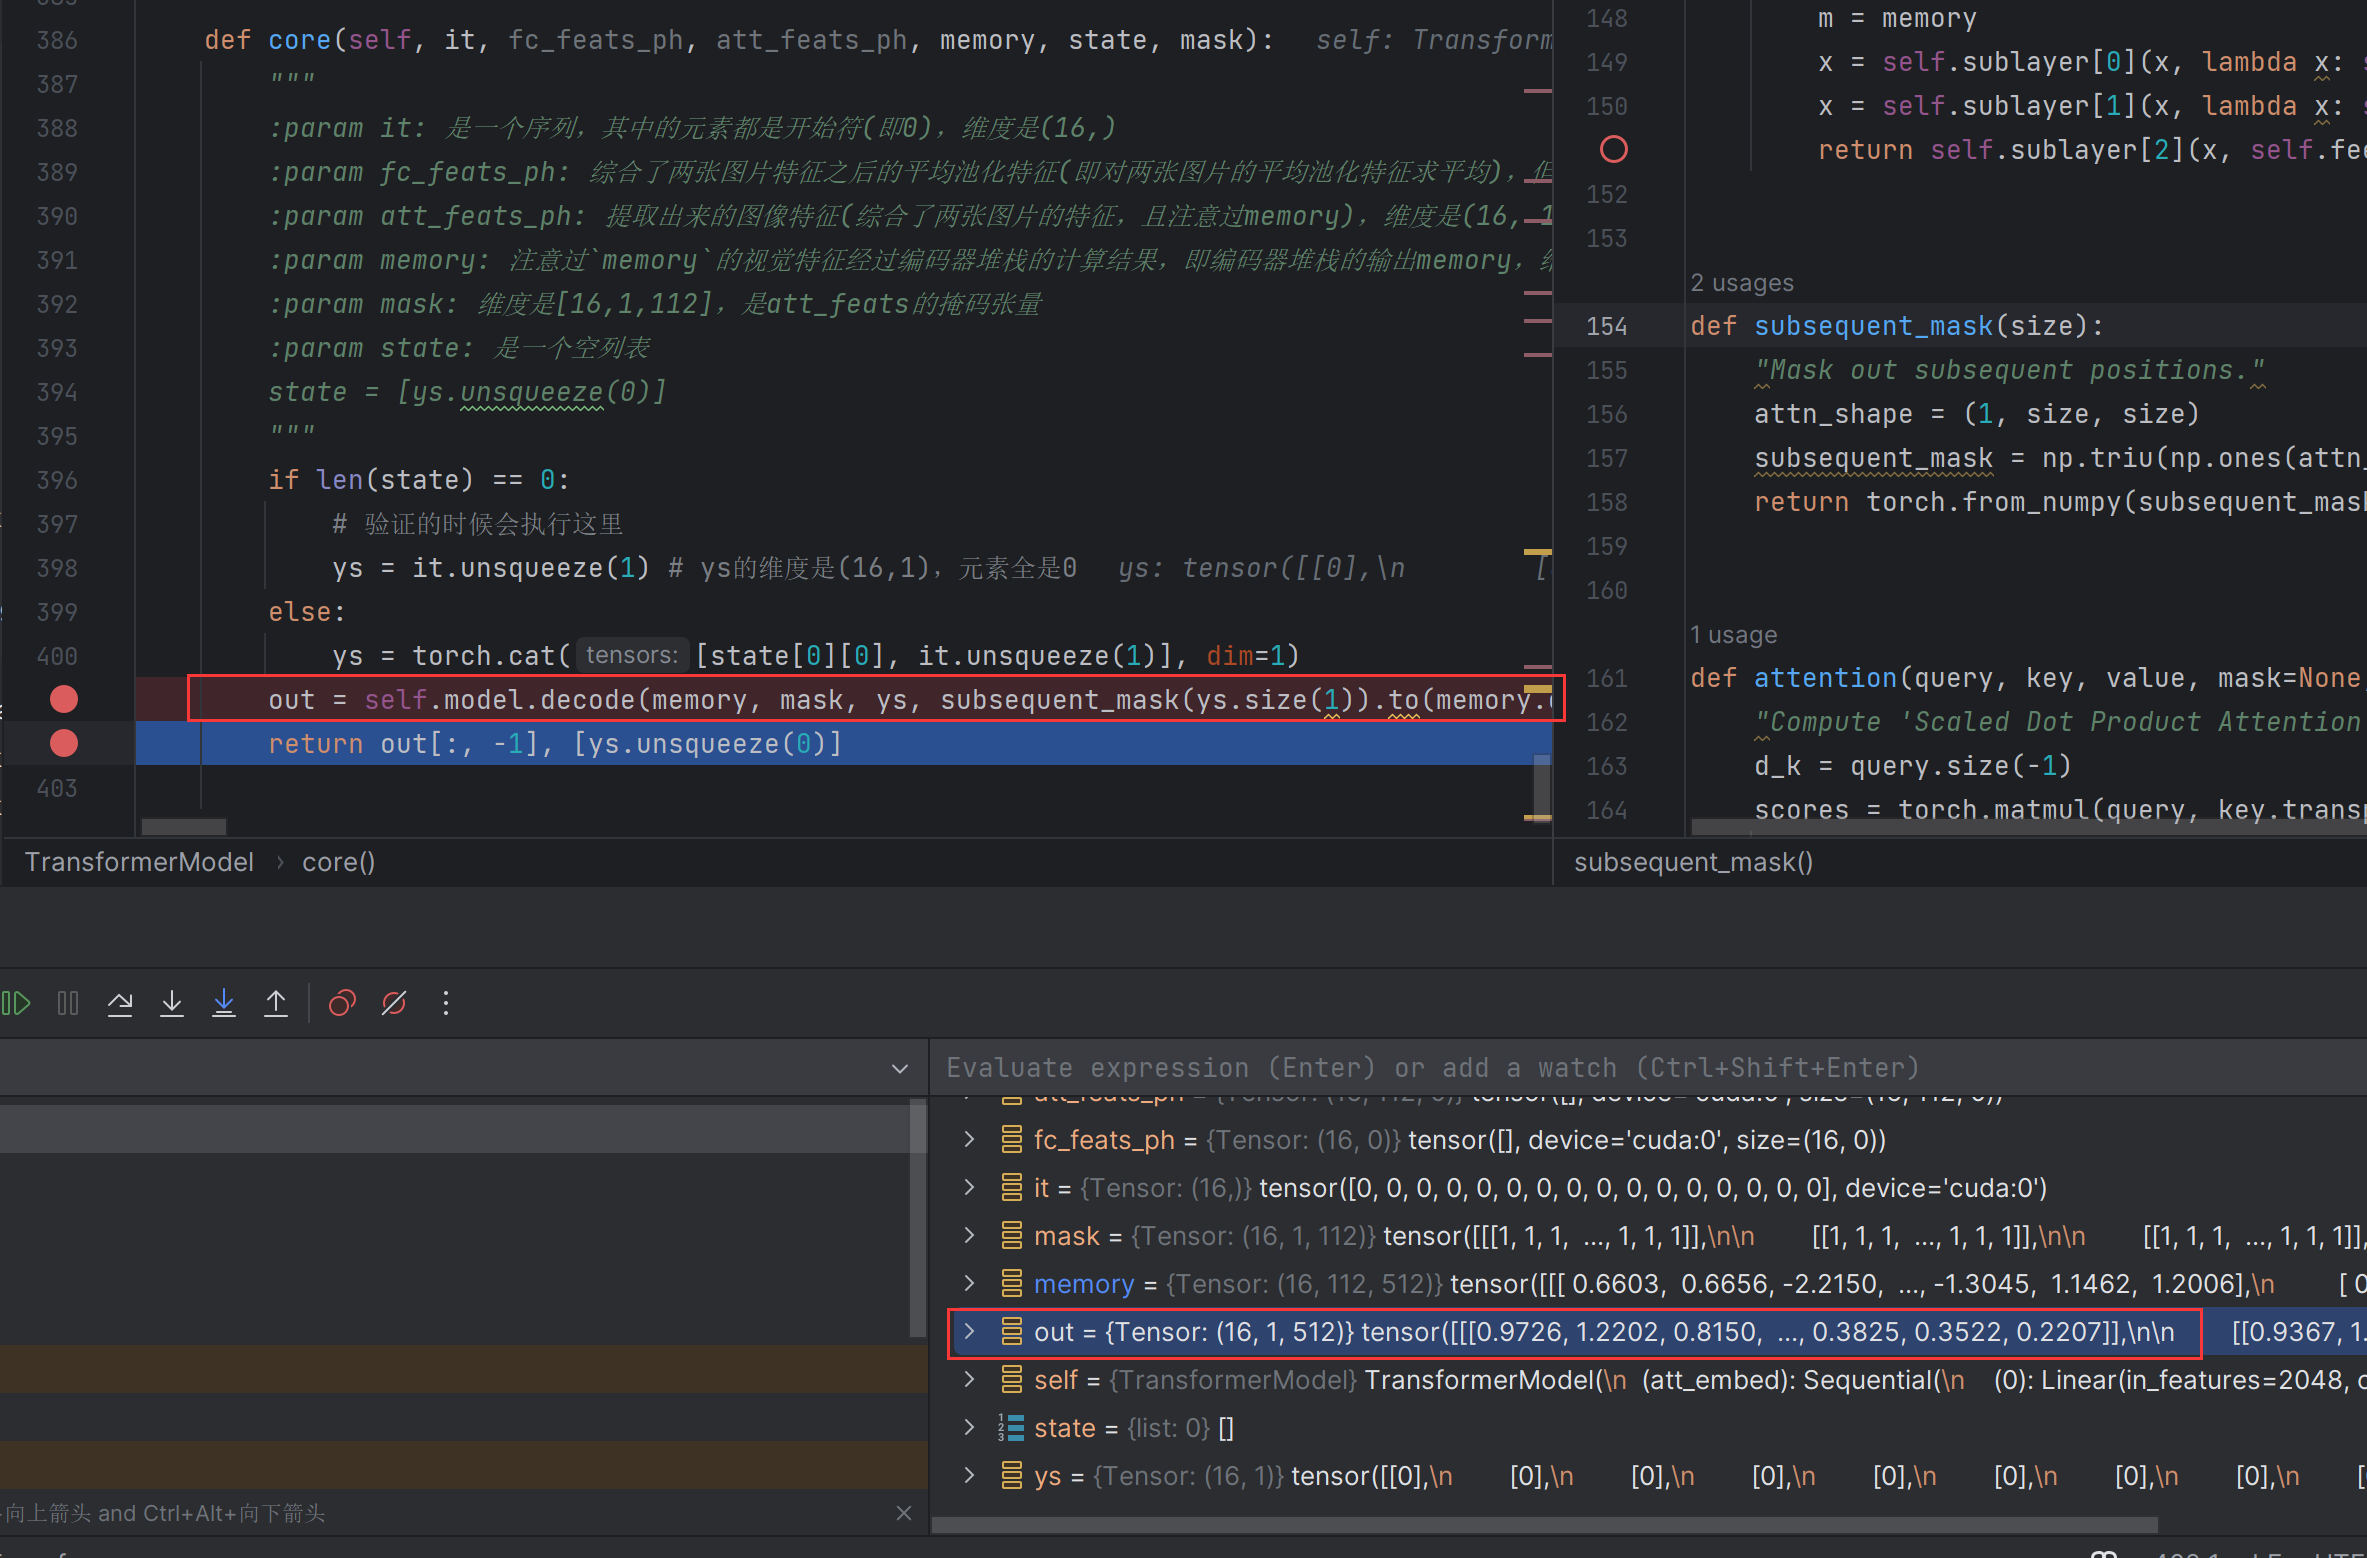 386 def core(self, it, fc_feats_ph, att_feats_ph, memory, state, mask): self: Transform
387 """
388 :param it: 是一个序列，其中的元素都是开始符(即0)，维度是(16,)
389 :param fc_feats_ph: 综合了两张图片特征之后的平均池化特征(即对两张图片的平均池化特征求平均)，但
390 :param att_feats_ph: 提取出来的图像特征(综合了两张图片的特征，且注意过memory)，维度是(16, 1
391 :param memory: 注意过`memory`的视觉特征经过编码器堆栈的计算结果，即编码器堆栈的输出memory，维
392 :param mask: 维度是[16,1,112]，是att_feats的掩码张量
393 :param state: 是一个空列表
394 state = [ys.unsqueeze(0)]
395 """
396 if len(state) == 0:
397 # 验证的时候会执行这里
398 ys = it.unsqueeze(1) # ys的维度是(16,1)，元素全是0 ys: tensor([[0],\n [
399 else:
400 ys = torch.cat( tensors: [state[0][0], it.unsqueeze(1)], dim=1)
out = self.model.decode(memory, mask, ys, subsequent_mask(ys.size(1)).to(memory.
return out[:, -1], [ys.unsqueeze(0)]
403
TransformerModel › core()
148 m = memory
149 x = self.sublayer[0](x, lambda x:
150 x = self.sublayer[1](x, lambda x:
return self.sublayer[2](x, self.fee
152
153
2 usages
154 def subsequent_mask(size):
155 "Mask out subsequent positions."
156 attn_shape = (1, size, size)
157 subsequent_mask = np.triu(np.ones(attn_
158 return torch.from_numpy(subsequent_mask
159
160
1 usage
161 def attention(query, key, value, mask=None,
162 "Compute 'Scaled Dot Product Attention
163 d_k = query.size(-1)
164 scores = torch.matmul(query, key.transp
subsequent_mask()
Evaluate expression (Enter) or add a watch (Ctrl+Shift+Enter)
att_feats_ph = {Tensor: (16, 112, 0)} tensor([], device='cuda:0', size=(16, 112, 0))
fc_feats_ph = {Tensor: (16, 0)} tensor([], device='cuda:0', size=(16, 0))
it = {Tensor: (16,)} tensor([0, 0, 0, 0, 0, 0, 0, 0, 0, 0, 0, 0, 0, 0, 0, 0], device='cuda:0')
mask = {Tensor: (16, 1, 112)} tensor([[[1, 1, 1, ..., 1, 1, 1]],\n\n [[1, 1, 1, ..., 1, 1, 1]],\n\n [[1, 1, 1, ..., 1, 1, 1]],
memory = {Tensor: (16, 112, 512)} tensor([[[ 0.6603, 0.6656, -2.2150, ..., -1.3045, 1.1462, 1.2006],\n [ 0
out = {Tensor: (16, 1, 512)} tensor([[[0.9726, 1.2202, 0.8150, ..., 0.3825, 0.3522, 0.2207]],\n\n [[0.9367, 1.
self = {TransformerModel} TransformerModel(\n (att_embed): Sequential(\n (0): Linear(in_features=2048,
state = {list: 0} []
ys = {Tensor: (16, 1)} tensor([[0],\n [0],\n [0],\n [0],\n [0],\n [0],\n [0],\n [0],\n
向上箭头 and Ctrl+Alt+向下箭头